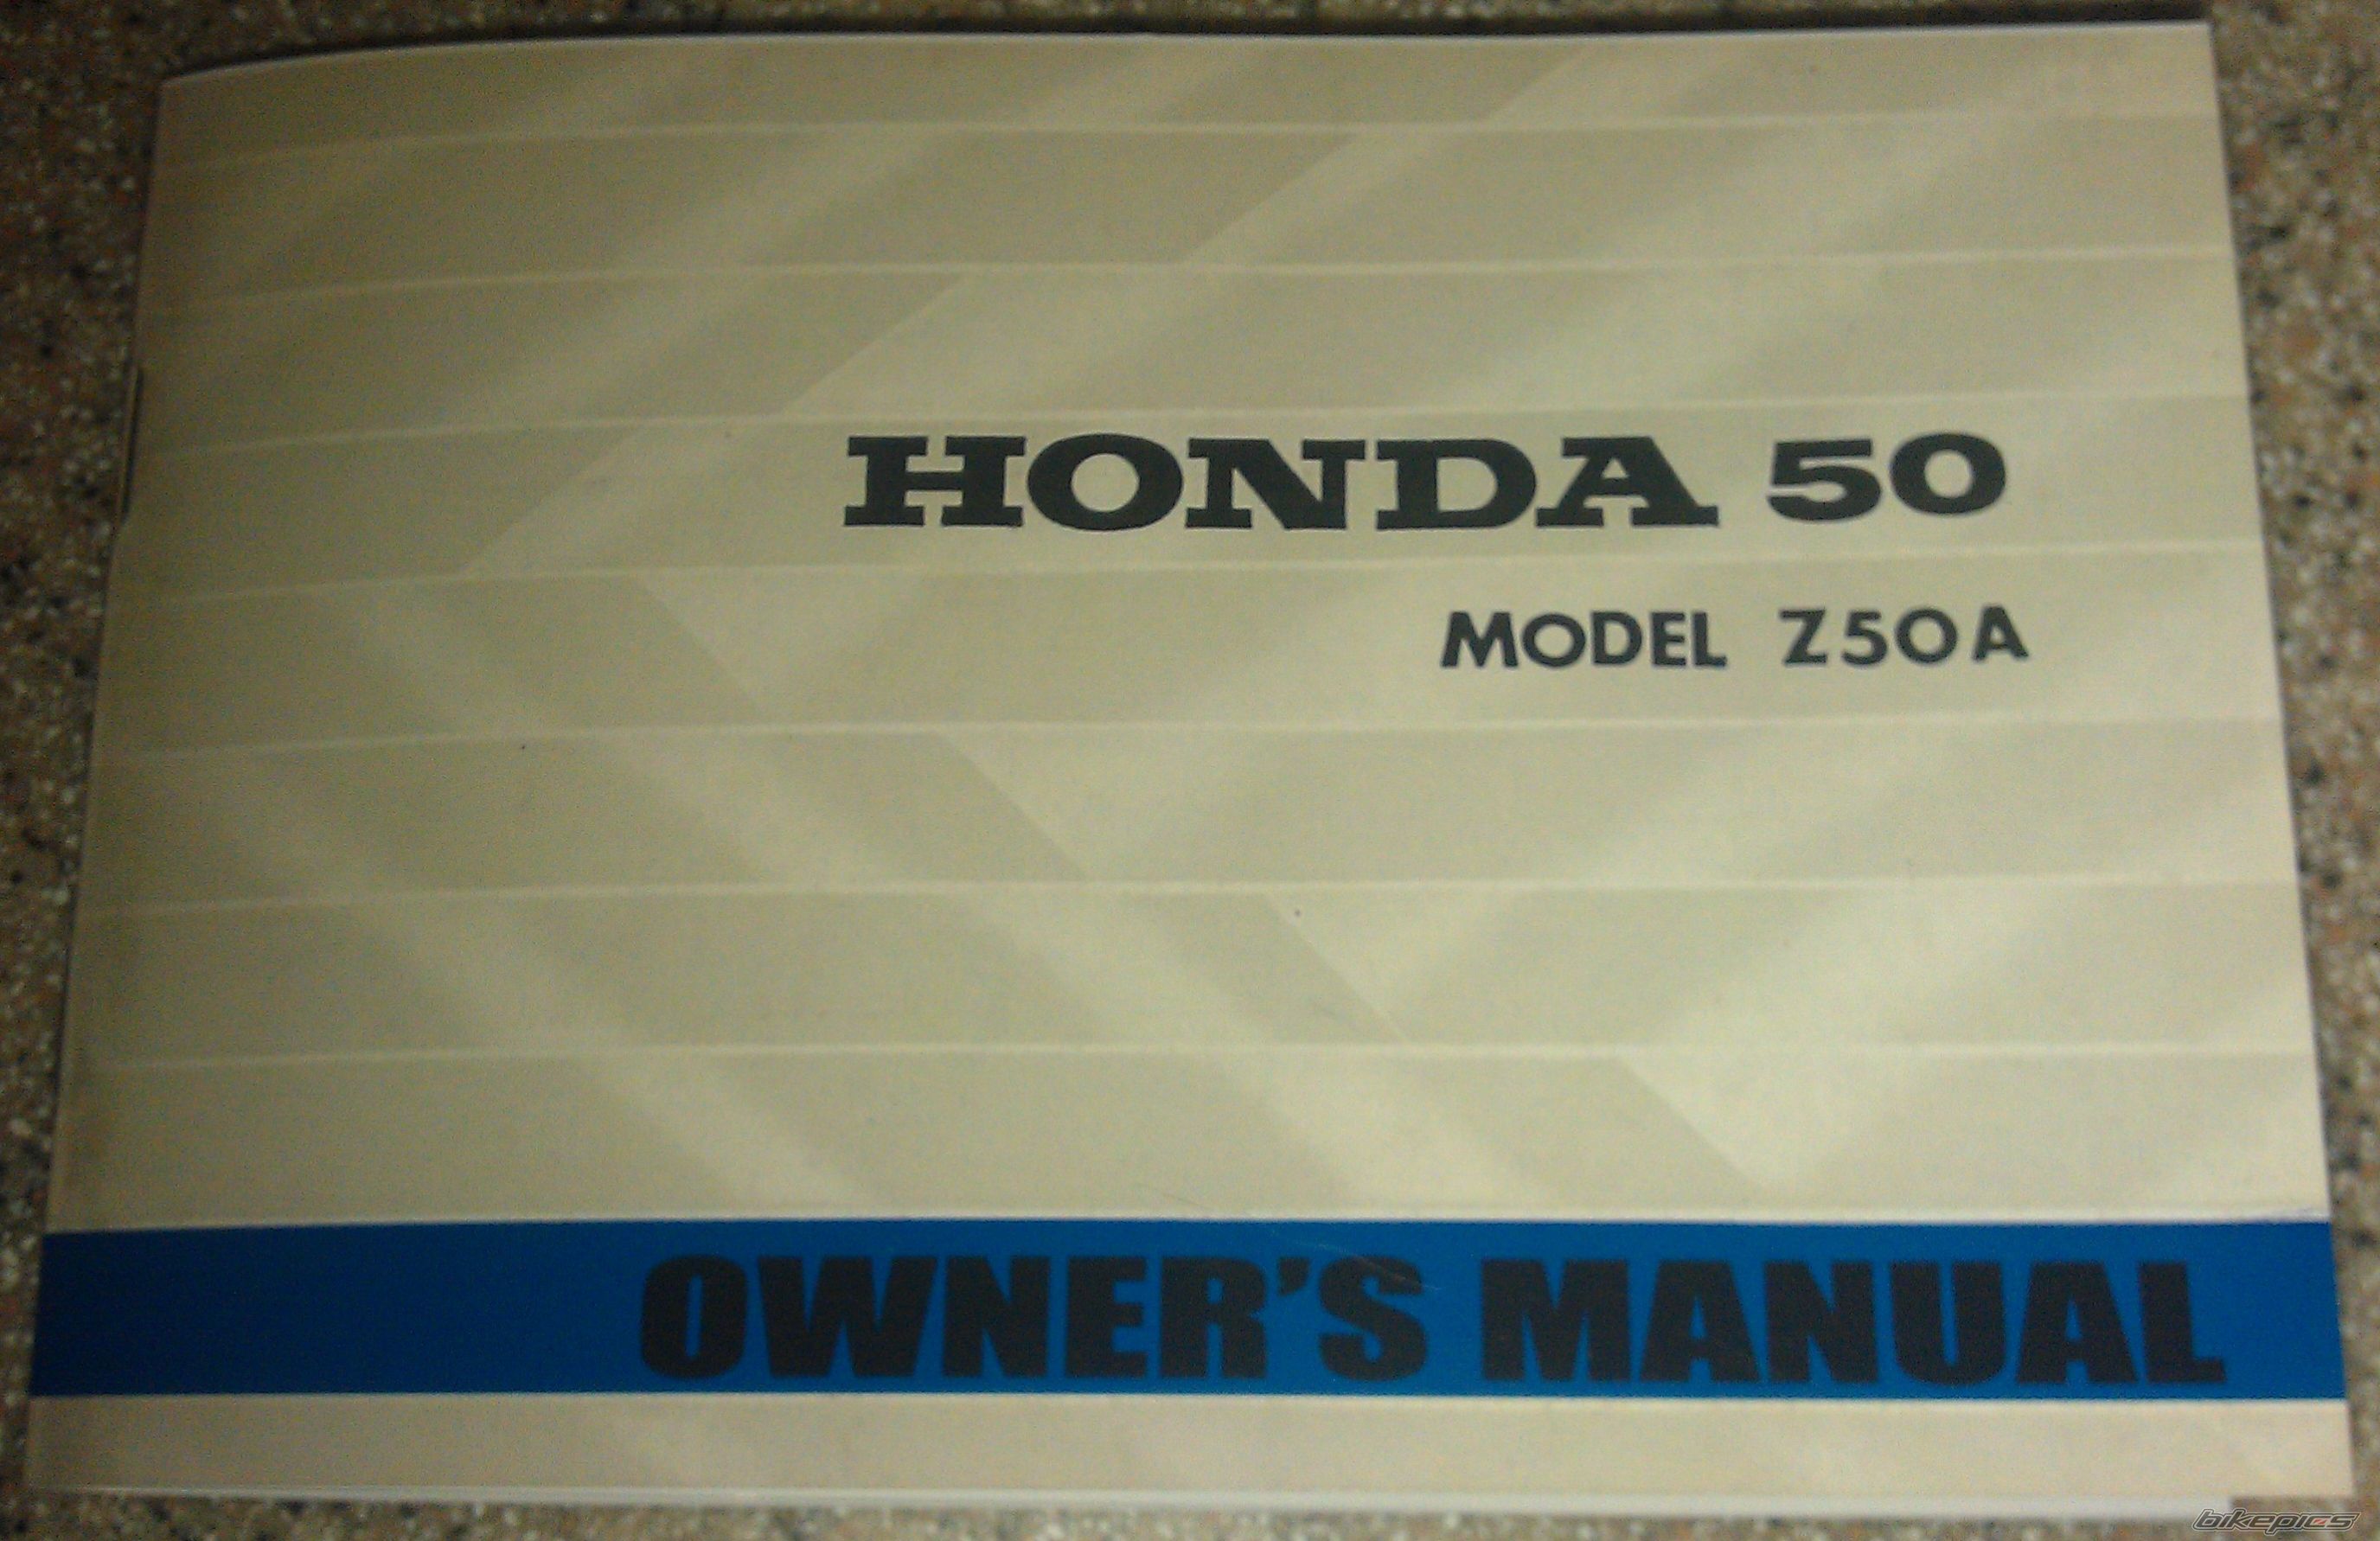 HONDA 50
MODEL Z50A
OWNER'S MANUAL
bikepics